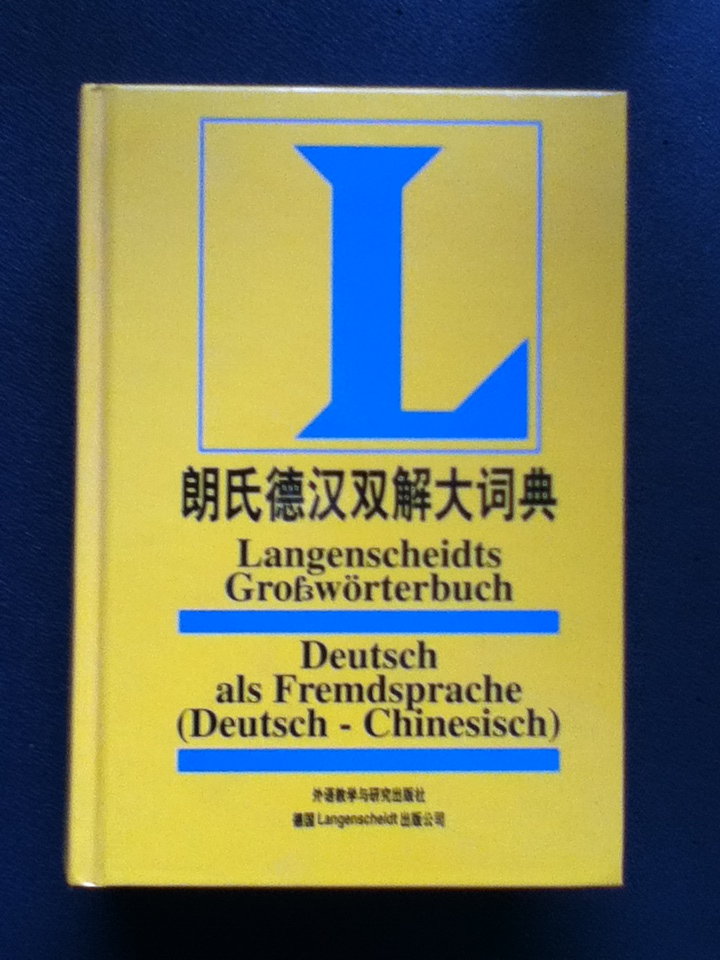 L
朗氏德汉双解大词典
Langenscheidts
Großwörterbuch
Deutsch
als Fremdsprache
(Deutsch - Chinesisch)
外语教学与研究出版社
德国 Langenscheidt 出版公司